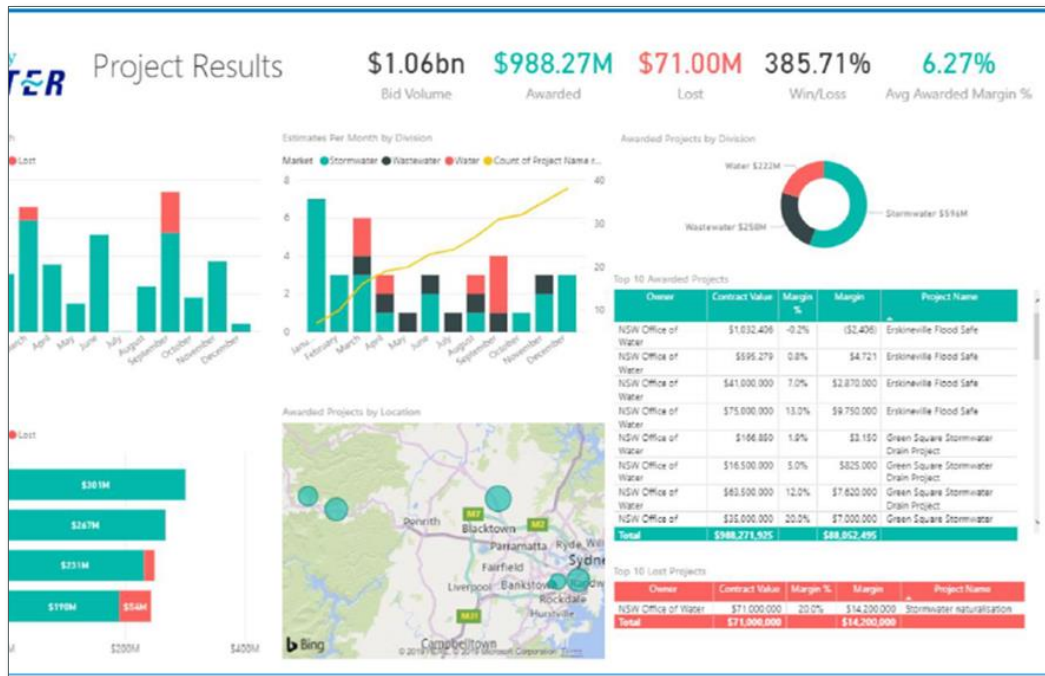 TER
Project Results
$1.06bn
Bid Volume
$988.27M
Awarded
$71.00M
Lost
385.71%
Win/Loss
6.27%
Avg Awarded Margin %
Lost
March
April
May
June
July
August
September
October
November
December
Estimates Per Month by Division
Market Stormwater Wastewater Water Count of Project Name r...
8
6
4
2
0
40
30
20
10
Janu...
February
March
April
May
June
July
August
September
October
November
December
Awarded Projects by Division
Water $222M
Wastewater $258M
Stormwater $596M
Top 10 Awarded Projects
Owner Contract Value Margin % Margin Project Name
NSW Office of Water $1,032,406 -0.2% ($2,406) Erskineville Flood Safe
NSW Office of Water $595,279 0.8% $4,721 Erskineville Flood Safe
NSW Office of Water $41,000,000 7.0% $2,870,000 Erskineville Flood Safe
NSW Office of Water $75,000,000 13.0% $9,750,000 Erskineville Flood Safe
NSW Office of Water $166,850 1.9% $3,150 Green Square Stormwater Drain Project
NSW Office of Water $16,500,000 5.0% $825,000 Green Square Stormwater Drain Project
NSW Office of Water $63,500,000 12.0% $7,620,000 Green Square Stormwater Drain Project
NSW Office of $35,000,000 20.0% $7,000,000 Green Square Stormwater
Total $988,271,925 $88,052,495
Lost
$301M
$267M
$231M
$198M $54M
$200M
$400M
Awarded Projects by Location
Penrith
M7
Blacktown
M2
Parramatta
Ryde
Fairfield
Liverpool
Bankstown
Rockdale
Hurstville
M31
Campbelltown
Bing
Microsoft Corporation Terms
Top 10 Lost Projects
Owner Contract Value Margin % Margin Project Name
NSW Office of Water $71,000,000 20.0% $14,200,000 Stormwater naturalisation
Total $71,000,000 $14,200,000